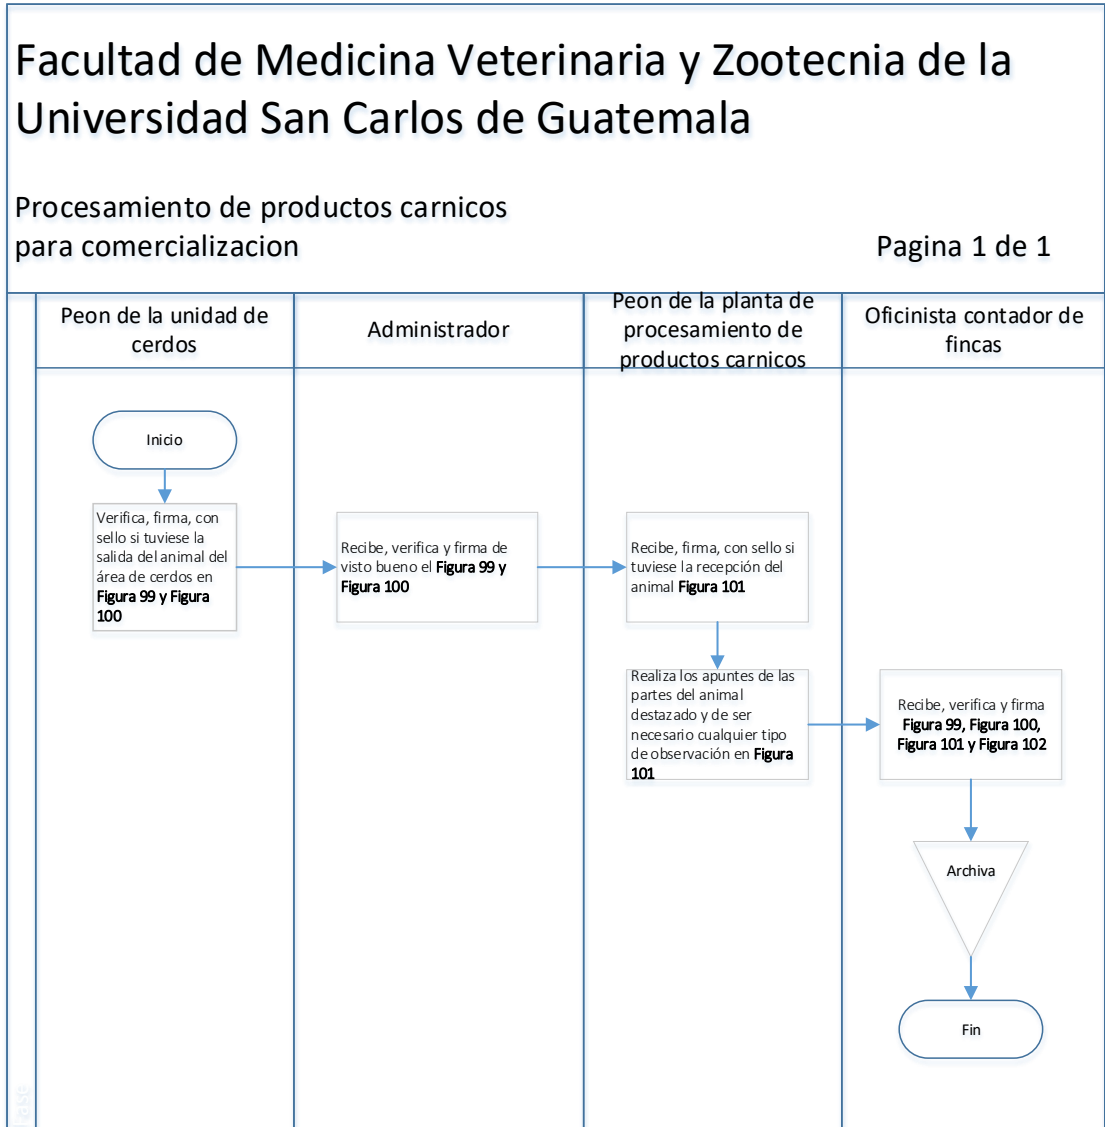 Facultad de Medicina Veterinaria y Zootecnia de la
Universidad San Carlos de Guatemala
Procesamiento de productos carnicos
para comercializacion
Pagina 1 de 1
Peon de la unidad de
cerdos
Administrador
Peon de la planta de
procesamiento de
productos carnicos
Oficinista contador de
fincas
Inicio
Verifica, firma, con
sello si tuviese la
salida del animal del
área de cerdos en
Figura 99 y Figura
100
Recibe, verifica y firma de
visto bueno el Figura 99 y
Figura 100
Recibe, firma, con sello si
tuviese la recepción del
animal Figura 101
Realiza los apuntes de las
partes del animal
destazado y de ser
necesario cualquier tipo
de observación en Figura
101
Recibe, verifica y firma
Figura 99, Figura 100,
Figura 101 y Figura 102
Archiva
Fin
Fase